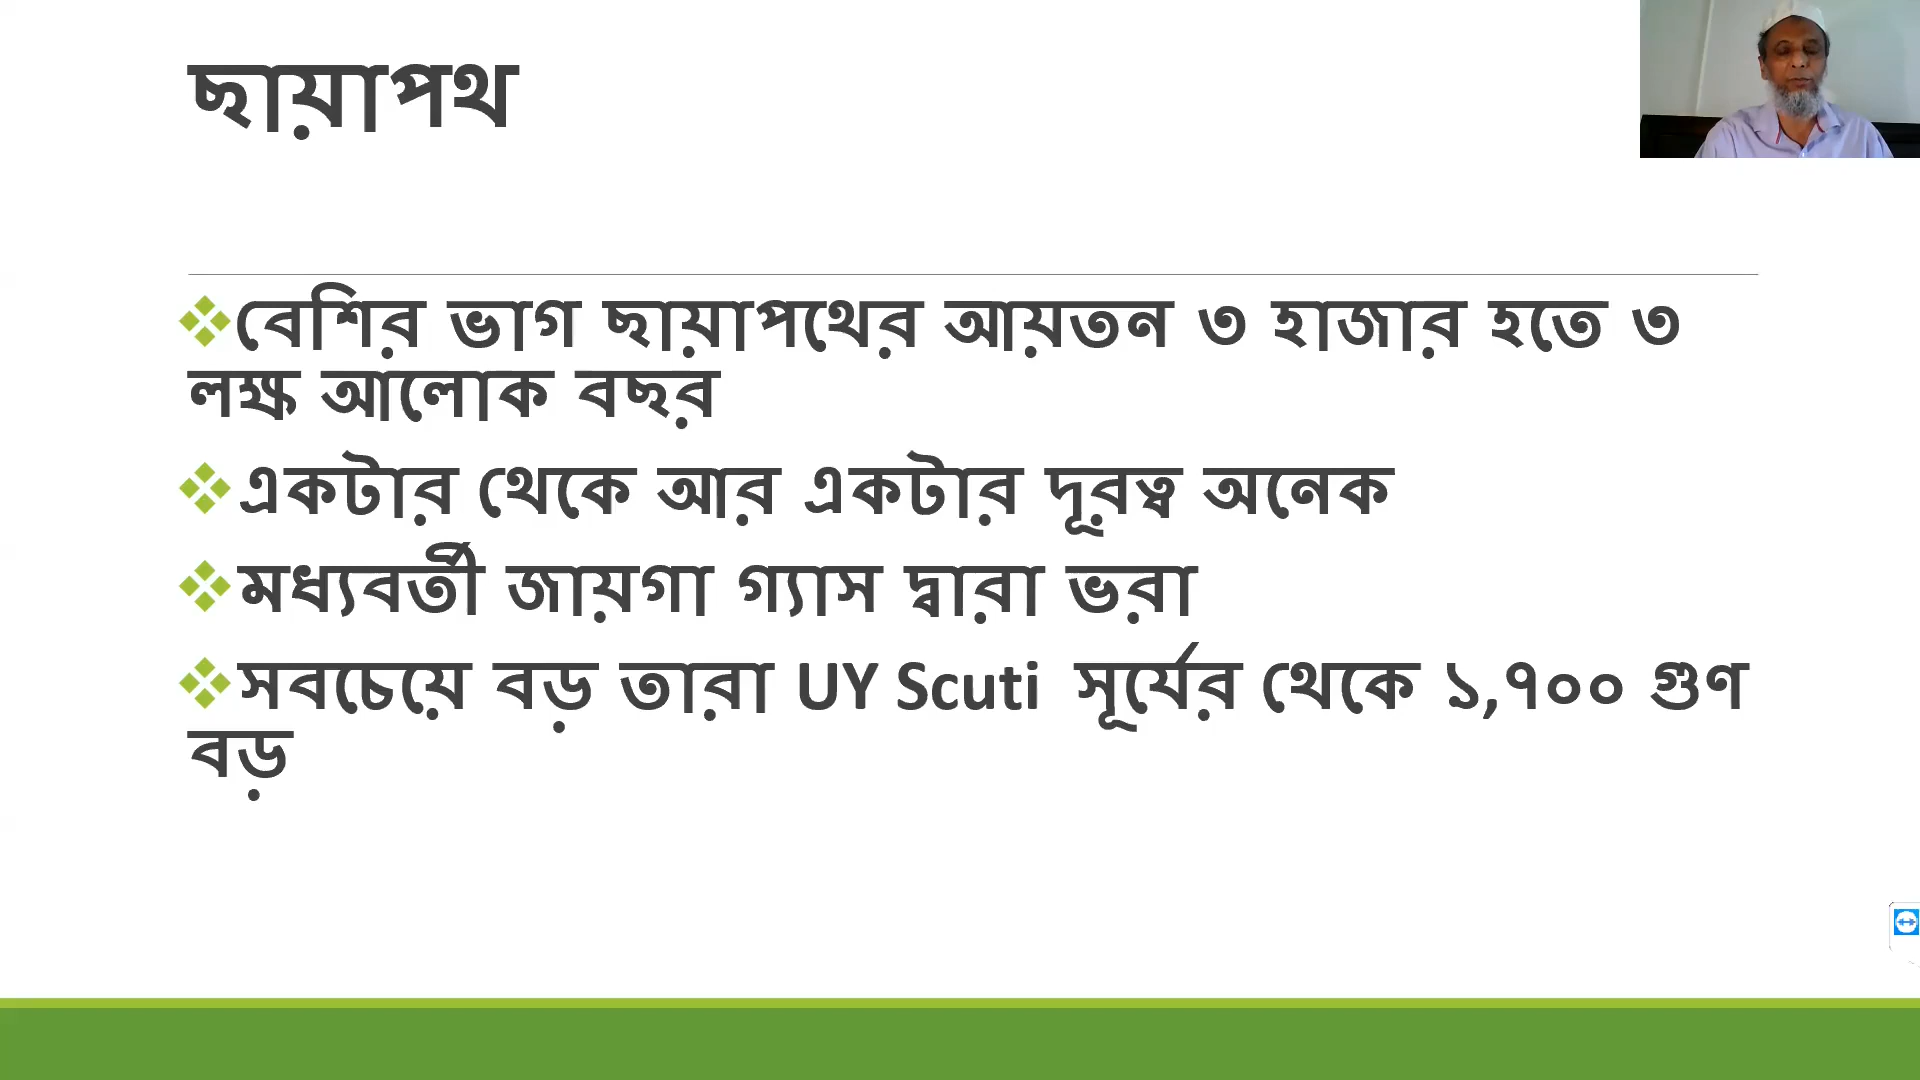 ছায়াপথ
বেশির ভাগ ছায়াপথের আয়তন ৩ হাজার হতে ৩
লক্ষ আলোক বছর
একটার থেকে আর একটার দূরত্ব অনেক
মধ্যবর্তী জায়গা গ্যাস দ্বারা ভরা
সবচেয়ে বড় তারা UY Scuti সূর্যের থেকে ১,৭০০ গুণ
বড়